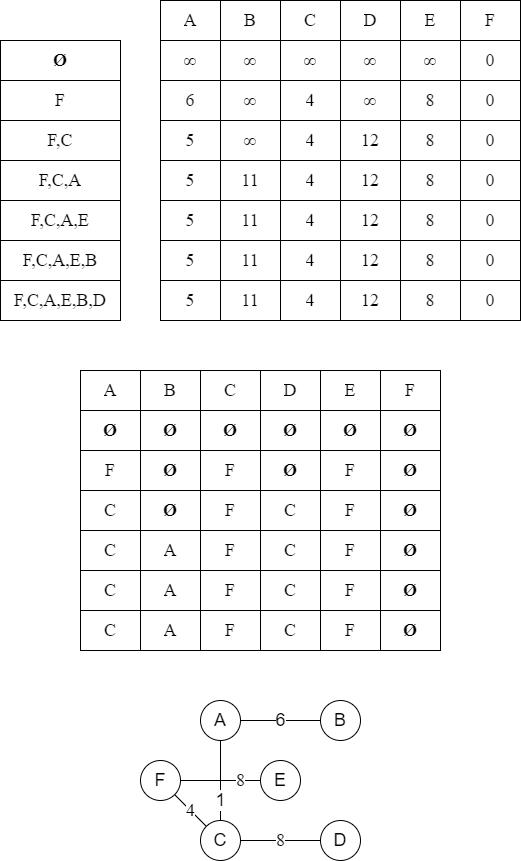 A B C D E F
Ø ∞ ∞ ∞ ∞ ∞ 0
F 6 ∞ 4 ∞ 8 0
F,C 5 ∞ 4 12 8 0
F,C,A 5 11 4 12 8 0
F,C,A,E 5 11 4 12 8 0
F,C,A,E,B 5 11 4 12 8 0
F,C,A,E,B,D 5 11 4 12 8 0
A B C D E F
Ø Ø Ø Ø Ø Ø
F Ø F Ø F Ø
C Ø F C F Ø
C A F C F Ø
C A F C F Ø
C A F C F Ø
A 6 B
F 8 E
4 1
C 8 D